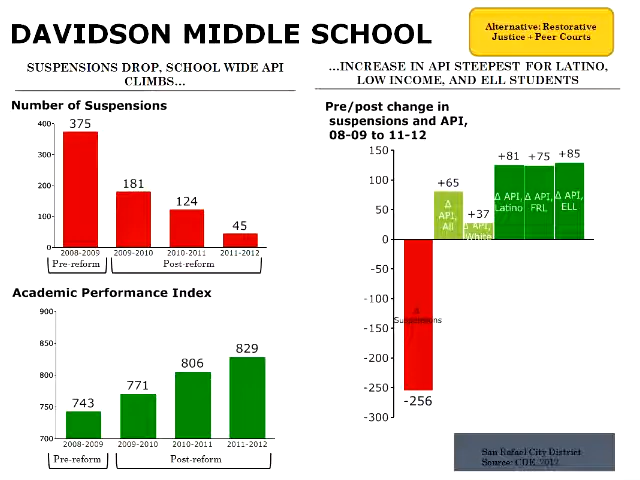 DAVIDSON MIDDLE SCHOOL
Alternative: Restorative
Justice + Peer Courts
SUSPENSIONS DROP, SCHOOL WIDE API
CLIMBS...
...INCREASE IN API STEEPEST FOR LATINO,
LOW INCOME, AND ELL STUDENTS
Number of Suspensions
400
300
200
100
0
375
181
124
45
2008-2009
2009-2010
2010-2011
2011-2012
Pre-reform
Post-reform
Academic Performance Index
900
850
800
750
700
743
771
806
829
2008-2009
2009-2010
2010-2011
2011-2012
Pre-reform
Post-reform
Pre/post change in
suspensions and API,
08-09 to 11-12
150
100
50
0
-50
-100
-150
-200
-250
-300
+65
+37
+81
+75
+85
Δ
API,
All
Δ API,
White
Δ API,
Latino
Δ API,
FRL
Δ API,
ELL
Δ
Suspensions
-256
San Rafael City District
Source: CDE, 2012